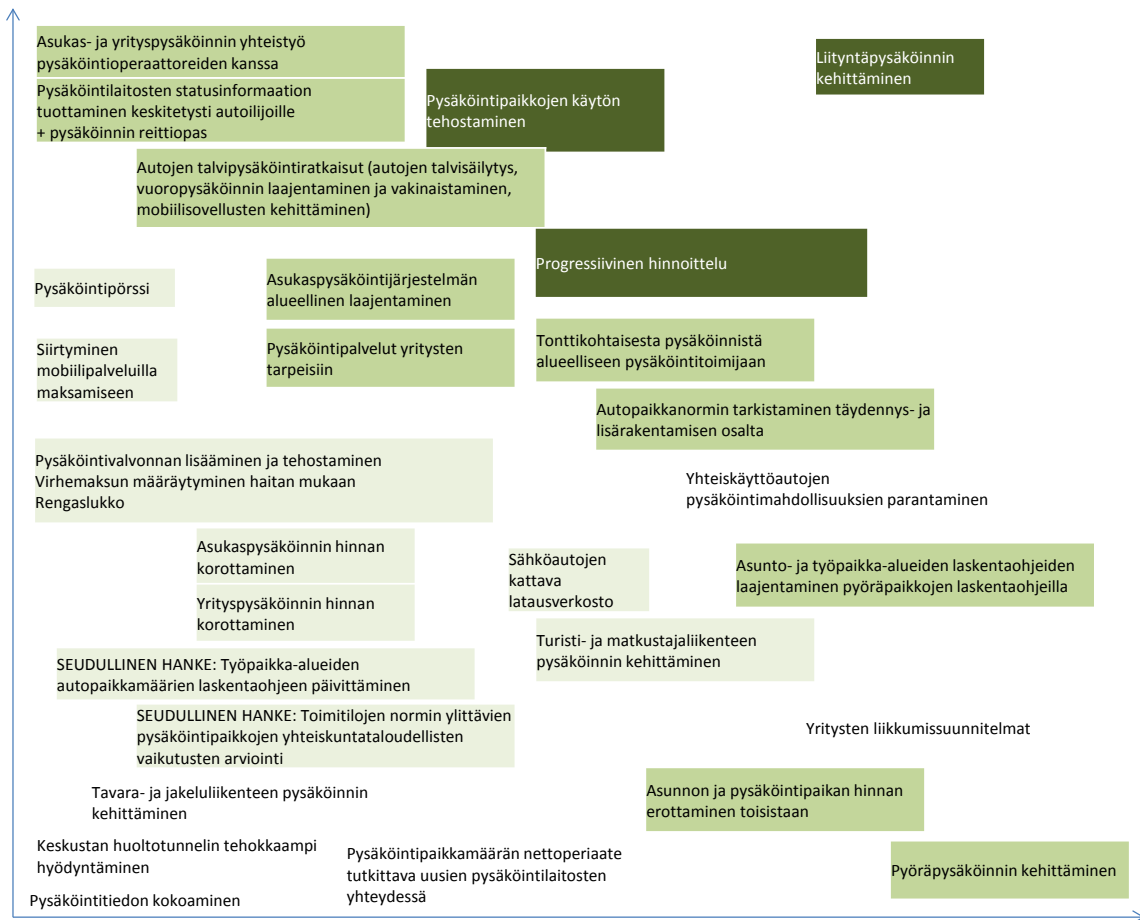 Asukas- ja yrityspysäköinnin yhteistyö
pysäköintioperaattoreiden kanssa
Liityntäpysäköinnin
kehittäminen
Pysäköintilaitosten statusinformaation
tuottaminen keskitetysti autoilijoille
+ pysäköinnin reittiopas
Pysäköintipaikkojen käytön
tehostaminen
Autojen talvipysäköintiratkaisut (autojen talvisäilytys,
vuoropysäköinnin laajentaminen ja vakinaistaminen,
mobiilisovellusten kehittäminen)
Progressiivinen hinnoittelu
Pysäköintipörssi
Asukaspysäköintijärjestelmän
alueellinen laajentaminen
Siirtyminen
mobiilipalveluilla
maksamiseen
Pysäköintipalvelut yritysten
tarpeisiin
Tonttikohtaisesta pysäköinnistä
alueelliseen pysäköintitoimijaan
Autopaikkanormin tarkistaminen täydennys- ja
lisärakentamisen osalta
Pysäköintivalvonnan lisääminen ja tehostaminen
Virhemaksun määräytyminen haitan mukaan
Rengaslukko
Yhteiskäyttöautojen
pysäköintimahdollisuuksien parantaminen
Asukaspysäköinnin hinnan
korottaminen
Sähköautojen
kattava
latausverkosto
Asunto- ja työpaikka-alueiden laskentaohjeiden
laajentaminen pyöräpaikkojen laskentaohjeilla
Yrityspysäköinnin hinnan
korottaminen
Turisti- ja matkustajaliikenteen
pysäköinnin kehittäminen
SEUDULLINEN HANKE: Työpaikka-alueiden
autopaikkamäärien laskentaohjeen päivittäminen
SEUDULLINEN HANKE: Toimitilojen normin ylittävien
pysäköintipaikkojen yhteiskuntataloudellisten
vaikutusten arviointi
Yritysten liikkumissuunnitelmat
Tavara- ja jakeluliikenteen pysäköinnin
kehittäminen
Asunnon ja pysäköintipaikan hinnan
erottaminen toisistaan
Keskustan huoltotunnelin tehokkaampi
hyödyntäminen
Pysäköintipaikkamäärän nettoperiaate
tutkittava uusien pysäköintilaitosten
yhteydessä
Pyöräpysäköinnin kehittäminen
Pysäköintitiedon kokoaminen